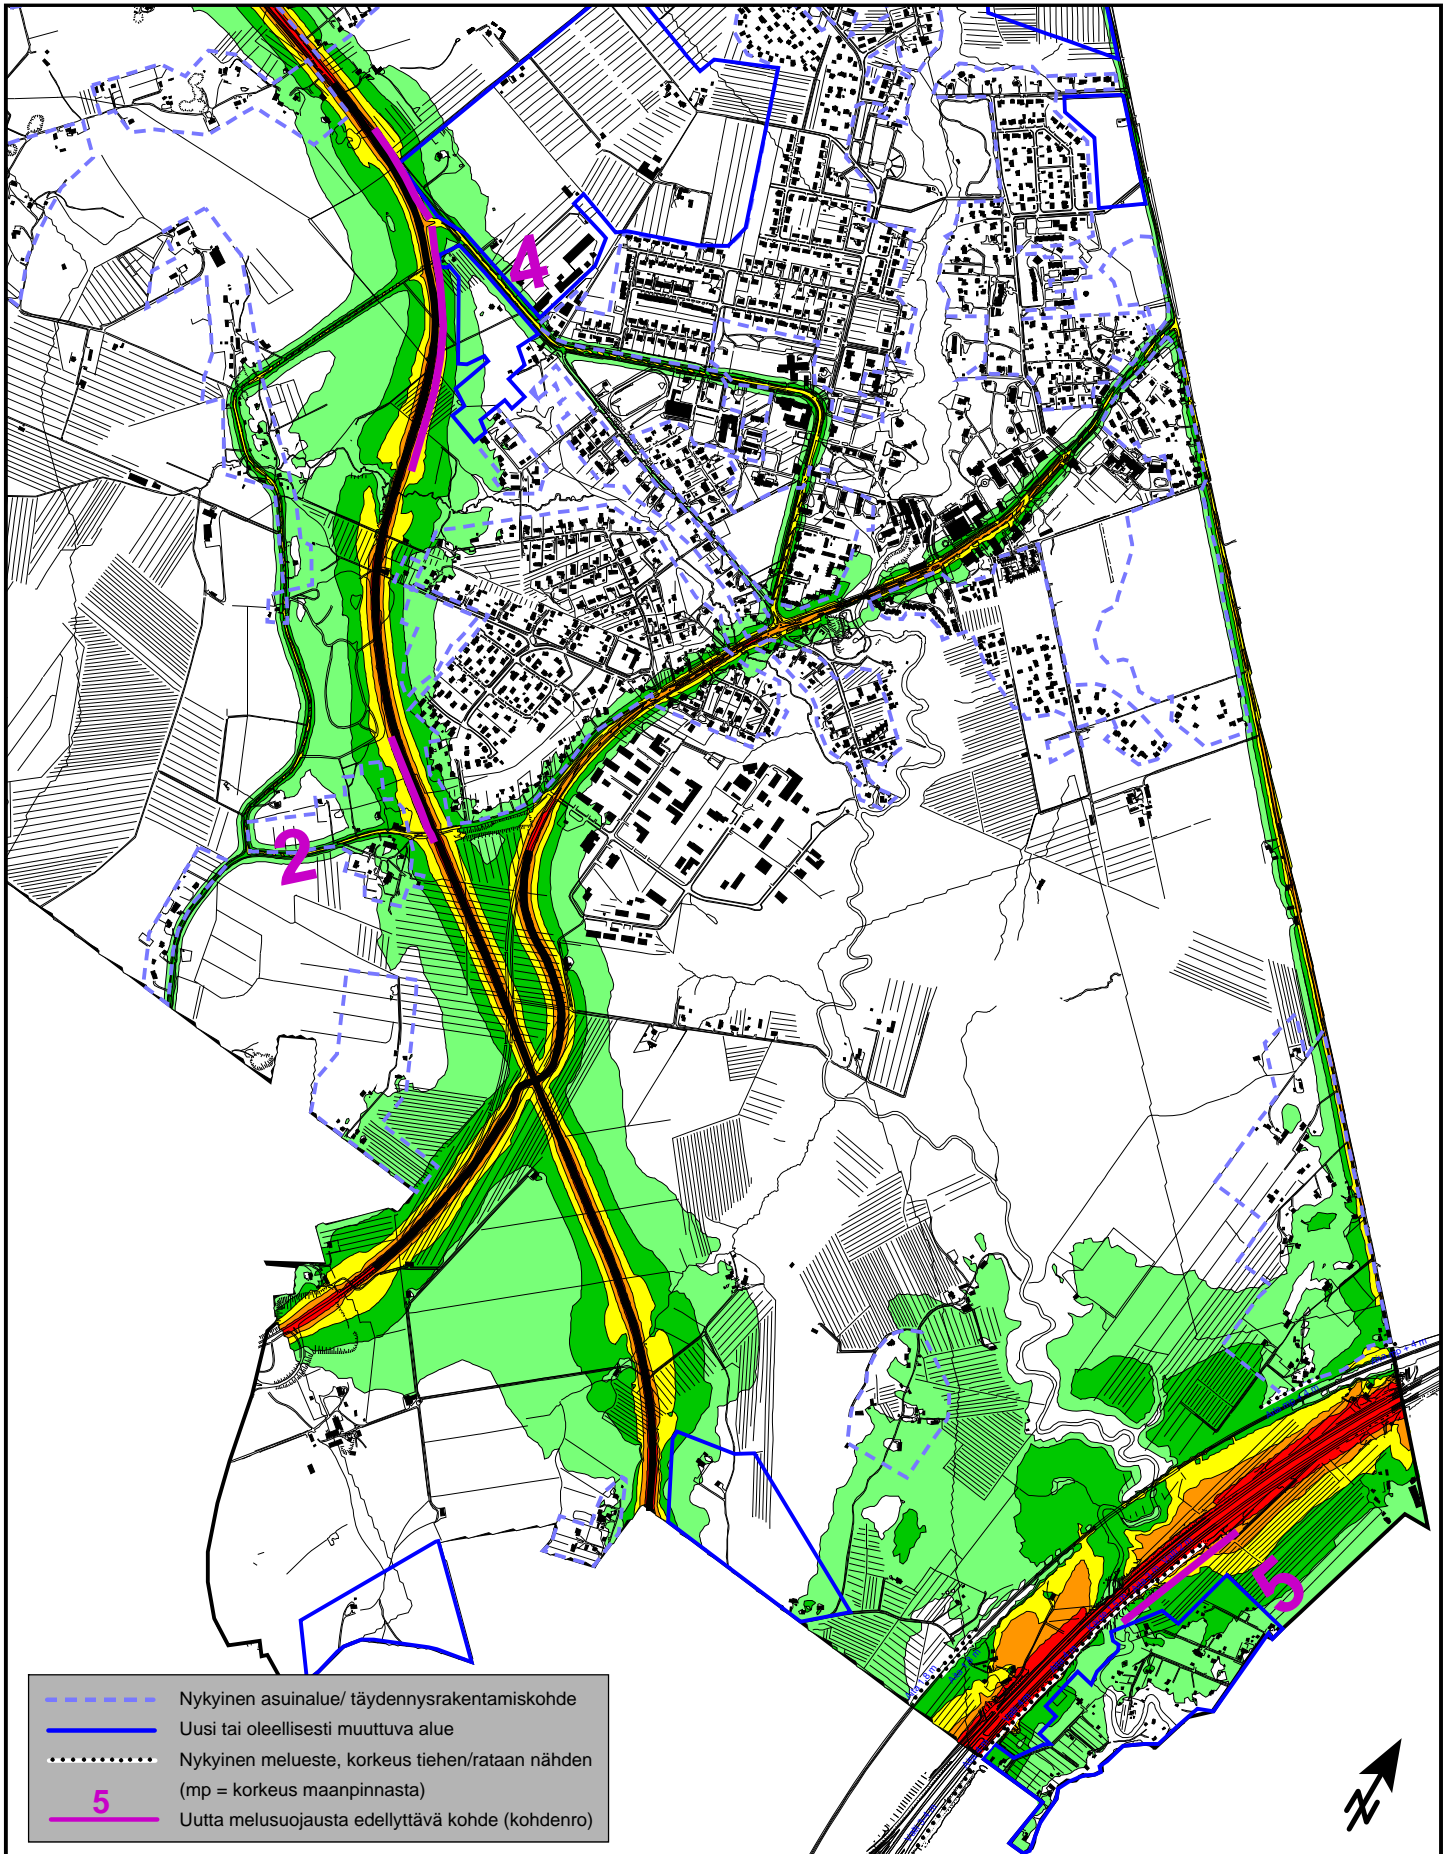 4
2
5
Nykyinen asuinalue/ täydennysrakentamiskohde
Uusi tai oleellisesti muuttuva alue
Nykyinen melueste, korkeus tiehen/rataan nähden
(mp = korkeus maanpinnasta)
5
Uutta melusuojausta edellyttävä kohde (kohdenro)
N